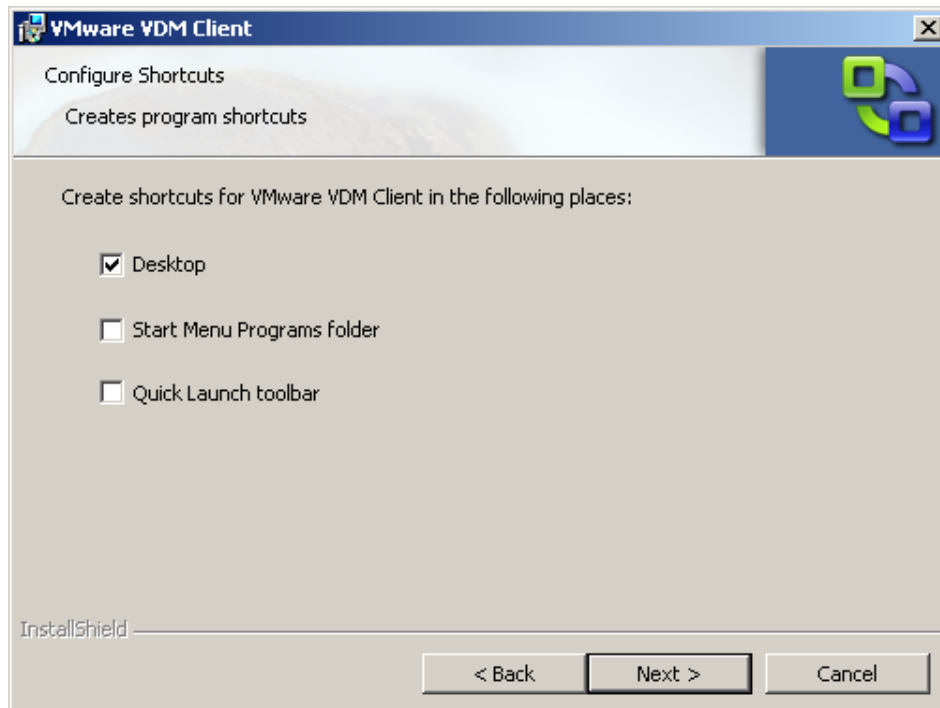 VMware VDM Client
Configure Shortcuts
Creates program shortcuts
Create shortcuts for VMware VDM Client in the following places:
Desktop
Start Menu Programs folder
Quick Launch toolbar
InstallShield
< Back Next > Cancel